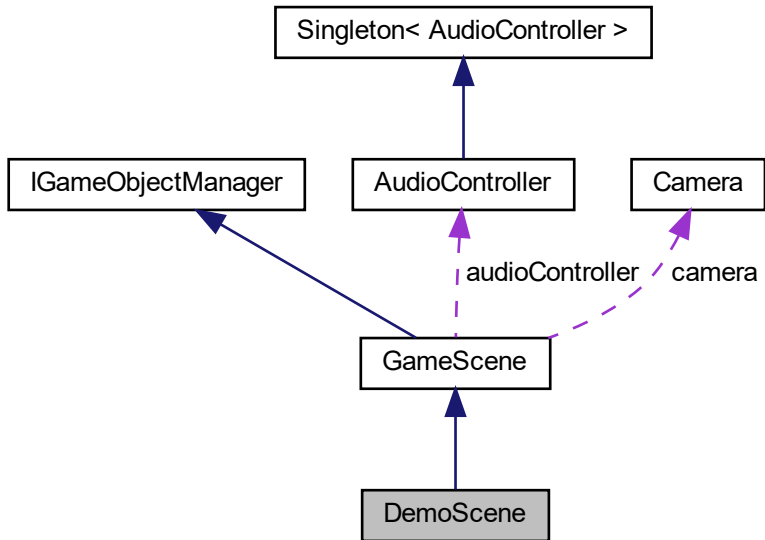 Singleton< AudioController >
IGameObjectManager
AudioController
Camera
audioController
camera
GameScene
DemoScene